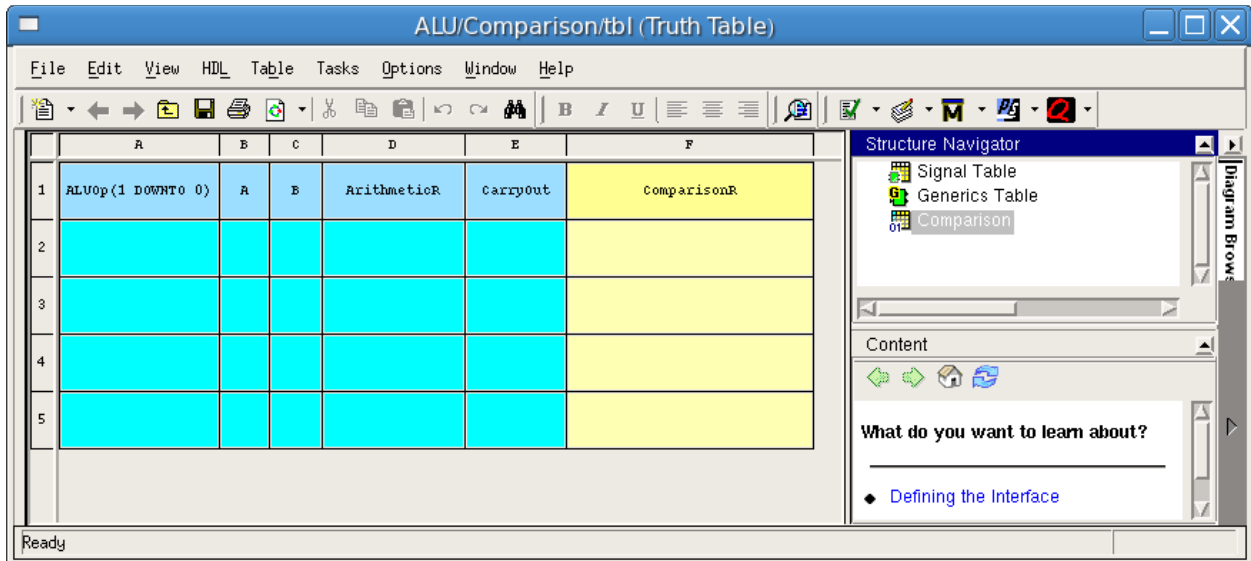 ALU/Comparison/tbl (Truth Table)
File Edit View HDL Table Tasks Options Window Help
B I U M
A B C D E F
1 ALUOp(1 DOWNTO 0) A B ArithmeticR CarryOut ComparisonR
2
3
4
5
Structure Navigator
Signal Table
Generics Table
Comparison
Diagram Brows
Content
What do you want to learn about?
Defining the Interface
Ready